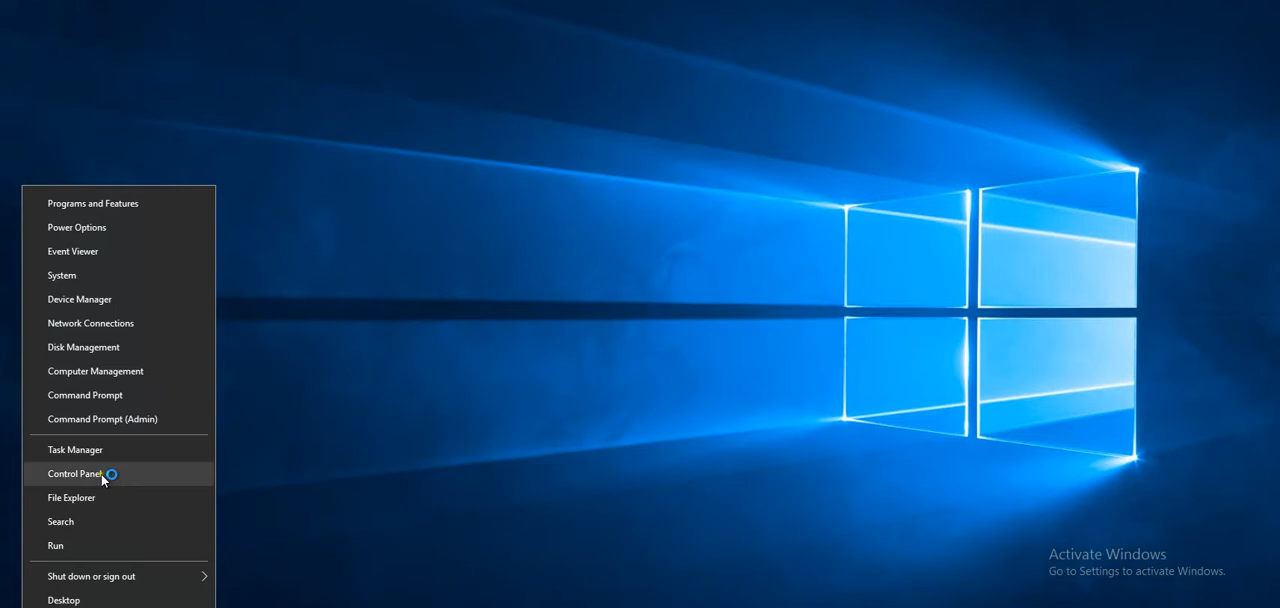 Programs and Features
Power Options
Event Viewer
System
Device Manager
Network Connections
Disk Management
Computer Management
Command Prompt
Command Prompt (Admin)
Task Manager
Control Panel
File Explorer
Search
Run
Shut down or sign out
Desktop
Activate Windows
Go to Settings to activate Windows.